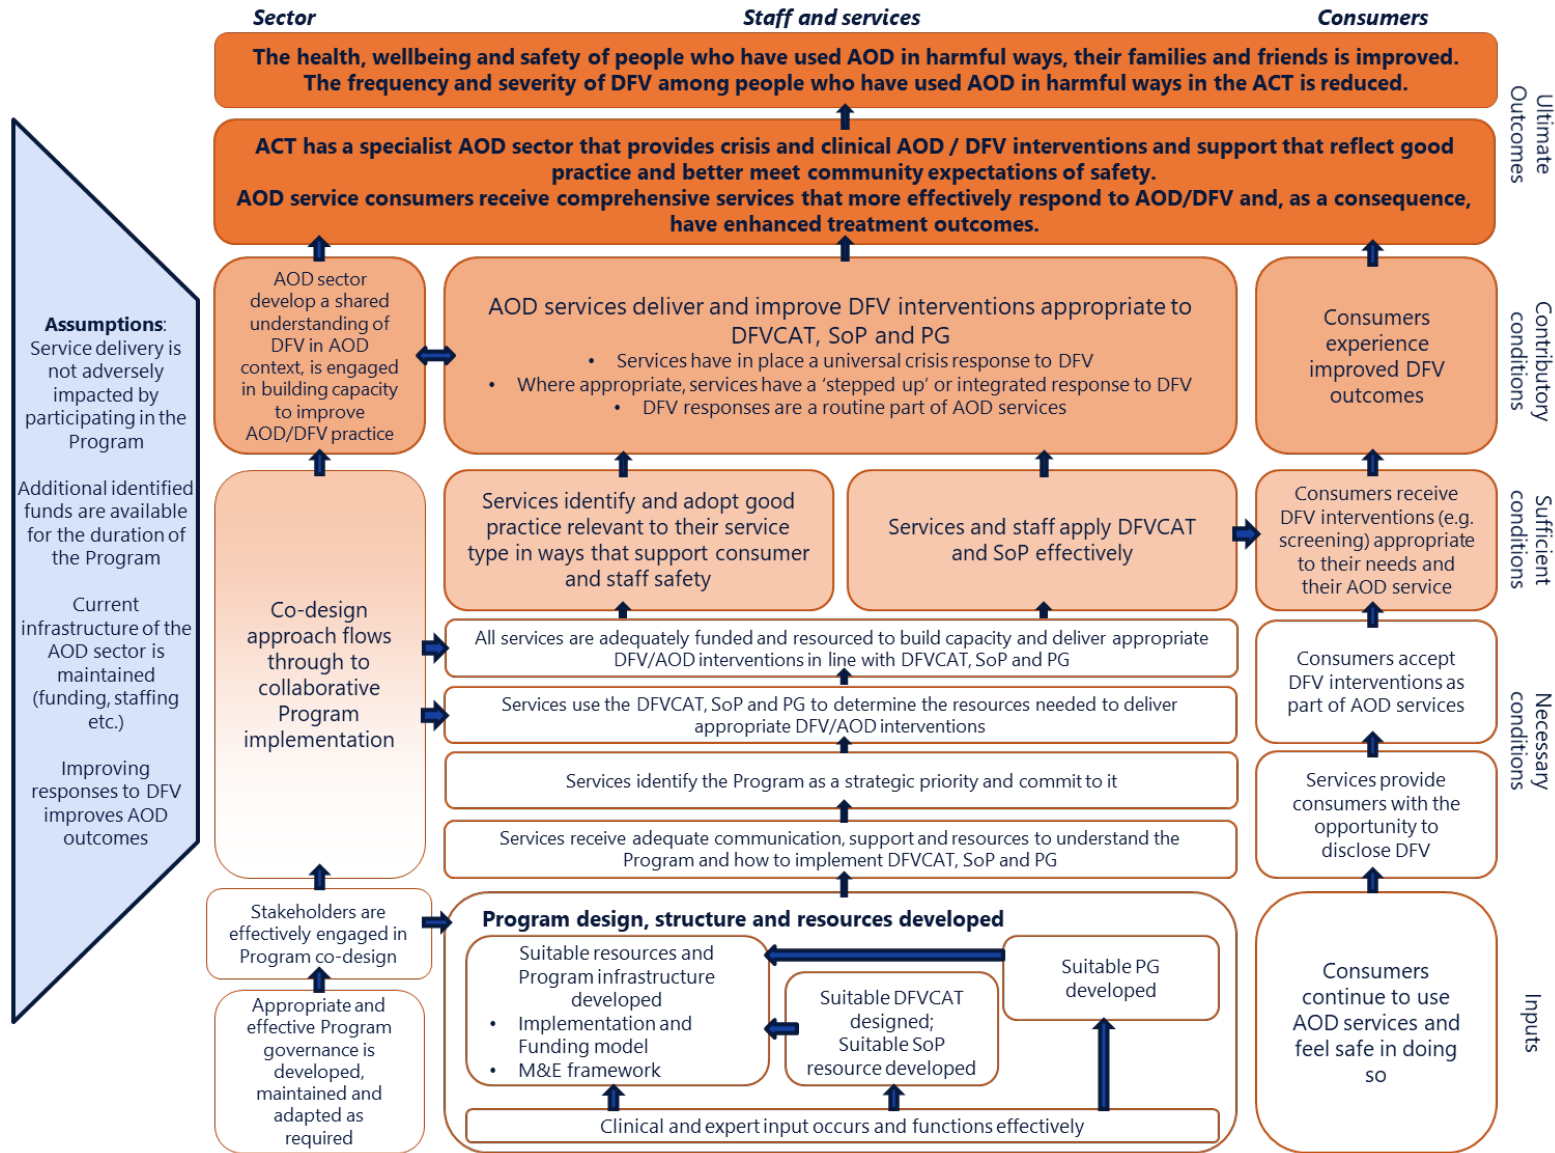 Sector
Staff and services
Consumers
The health, wellbeing and safety of people who have used AOD in harmful ways, their families and friends is improved.
The frequency and severity of DFV among people who have used AOD in harmful ways in the ACT is reduced.
ACT has a specialist AOD sector that provides crisis and clinical AOD / DFV interventions and support that reflect good
practice and better meet community expectations of safety.
AOD service consumers receive comprehensive services that more effectively respond to AOD/DFV and, as a consequence,
have enhanced treatment outcomes.
Ultimate
Outcomes
Assumptions:
Service delivery is
not adversely
impacted by
participating in the
Program
Additional identified
funds are available
for the duration of
the Program
Current
infrastructure of the
AOD sector is
maintained
(funding, staffing
etc.)
Improving
responses to DFV
improves AOD
outcomes
AOD sector
develop a shared
understanding of
DFV in AOD
context, is engaged
in building capacity
to improve
AOD/DFV practice
AOD services deliver and improve DFV interventions appropriate to
DFVCAT, SoP and PG
• Services have in place a universal crisis response to DFV
• Where appropriate, services have a ‘stepped up’ or integrated response to DFV
• DFV responses are a routine part of AOD services
Consumers
experience
improved DFV
outcomes
Contributory
conditions
Co-design
approach flows
through to
collaborative
Program
implementation
Services identify and adopt good
practice relevant to their service
type in ways that support consumer
and staff safety
Services and staff apply DFVCAT
and SoP effectively
Consumers receive
DFV interventions (e.g.
screening) appropriate
to their needs and
their AOD service
Sufficient
conditions
All services are adequately funded and resourced to build capacity and deliver appropriate
DFV/AOD interventions in line with DFVCAT, SoP and PG
Services use the DFVCAT, SoP and PG to determine the resources needed to deliver
appropriate DFV/AOD interventions
Services identify the Program as a strategic priority and commit to it
Services receive adequate communication, support and resources to understand the
Program and how to implement DFVCAT, SoP and PG
Consumers accept
DFV interventions as
part of AOD services
Services provide
consumers with the
opportunity to
disclose DFV
Necessary
conditions
Stakeholders are
effectively engaged in
Program co-design
Appropriate and
effective Program
governance is
developed,
maintained and
adapted as
required
Program design, structure and resources developed
Suitable resources and
Program infrastructure
developed
• Implementation and
Funding model
• M&E framework
Suitable DFVCAT
designed;
Suitable SoP
resource developed
Suitable PG
developed
Clinical and expert input occurs and functions effectively
Consumers
continue to use
AOD services and
feel safe in doing
so
Inputs